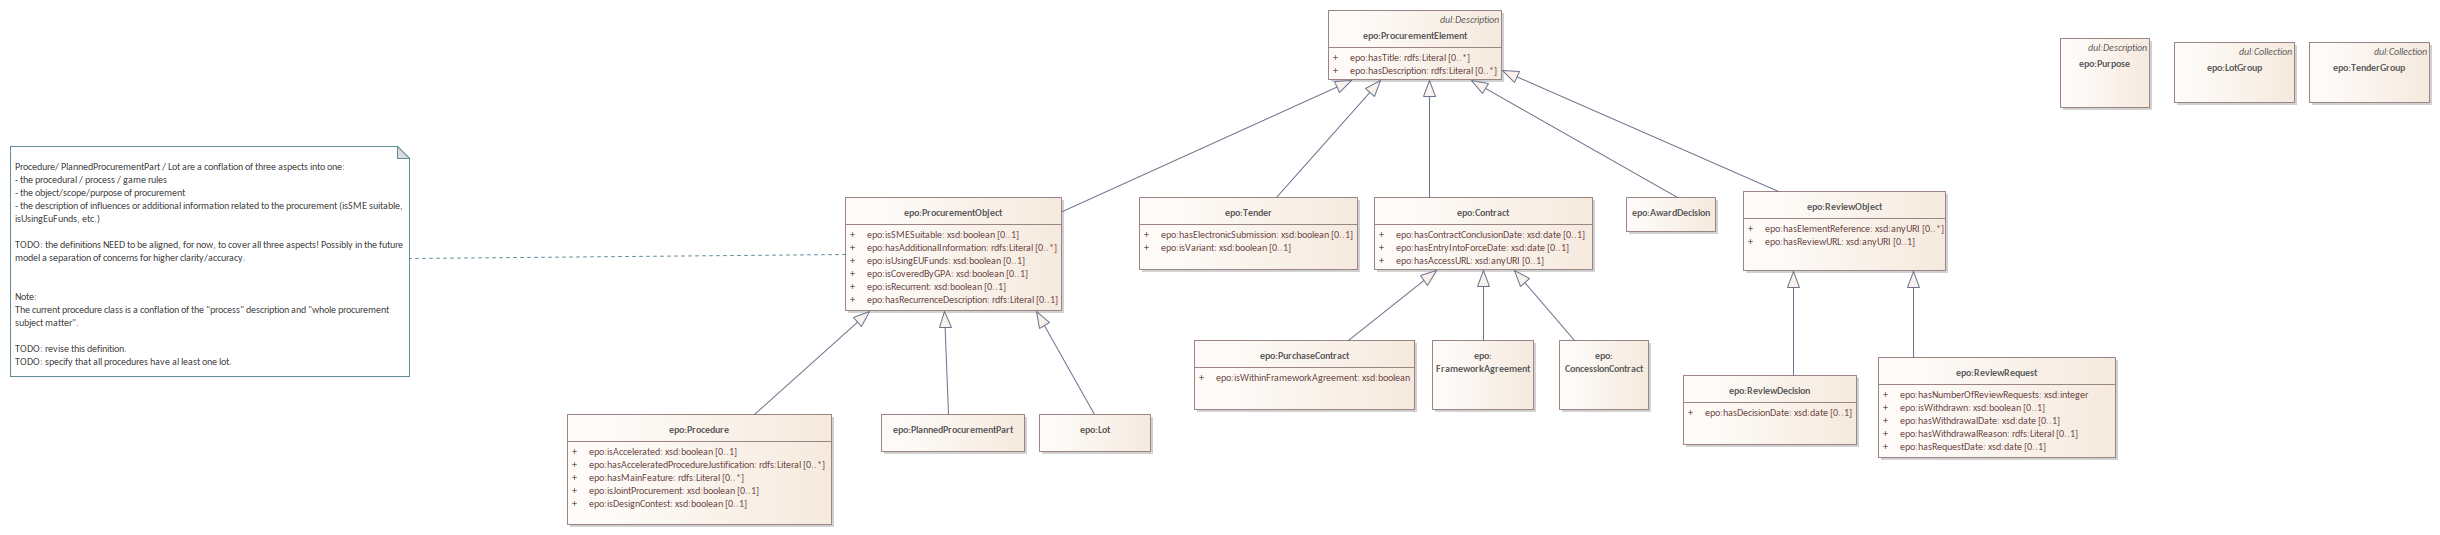 dul:Description
epo:ProcurementElement
+ epo:hasTitle: rdfs:Literal [0..*]
+ epo:hasDescription: rdfs:Literal [0..*]
dul:Description
epo:Purpose
dul:Collection
epo:LotGroup
dul:Collection
epo:TenderGroup
Procedure/ PlannedProcurementPart / Lot are a conflation of three aspects into one:
- the procedural / process / game rules
- the object/scope/purpose of procurement
- the description of influences or additional information related to the procurement (isSME suitable,
isUsingEuFunds, etc.)
TODO: the definitions NEED to be aligned, for now, to cover all three aspects! Possibly in the future
model a separation of concerns for higher clarity/accuracy.
Note:
The current procedure class is a conflation of the "process" description and "whole procurement
subject matter".
TODO: revise this definition.
TODO: specify that all procedures have al least one lot.
epo:ProcurementObject
+ epo:isSMESuitable: xsd:boolean [0..1]
+ epo:hasAdditionalInformation: rdfs:Literal [0..*]
+ epo:isUsingEUFunds: xsd:boolean [0..1]
+ epo:isCoveredByGPA: xsd:boolean [0..1]
+ epo:isRecurrent: xsd:boolean [0..1]
+ epo:hasRecurrenceDescription: rdfs:Literal [0..1]
epo:Tender
+ epo:hasElectronicSubmission: xsd:boolean [0..1]
+ epo:isVariant: xsd:boolean [0..1]
epo:Contract
+ epo:hasContractConclusionDate: xsd:date [0..1]
+ epo:hasEntryIntoForceDate: xsd:date [0..1]
+ epo:hasAccessURL: xsd:anyURI [0..1]
epo:AwardDecision
epo:ReviewObject
+ epo:hasElementReference: xsd:anyURI [0..*]
+ epo:hasReviewURL: xsd:anyURI [0..1]
epo:PurchaseContract
+ epo:isWithinFrameworkAgreement: xsd:boolean
epo:
FrameworkAgreement
epo:
ConcessionContract
epo:ReviewDecision
+ epo:hasDecisionDate: xsd:date [0..1]
epo:ReviewRequest
+ epo:hasNumberOfReviewRequests: xsd:integer
+ epo:isWithdrawn: xsd:boolean [0..1]
+ epo:hasWithdrawalDate: xsd:date [0..1]
+ epo:hasWithdrawalReason: rdfs:Literal [0..1]
+ epo:hasRequestDate: xsd:date [0..1]
epo:Procedure
+ epo:isAccelerated: xsd:boolean [0..1]
+ epo:hasAcceleratedProcedureJustification: rdfs:Literal [0..*]
+ epo:hasMainFeature: rdfs:Literal [0..*]
+ epo:isJointProcurement: xsd:boolean [0..1]
+ epo:isDesignContest: xsd:boolean [0..1]
epo:PlannedProcurementPart
epo:Lot